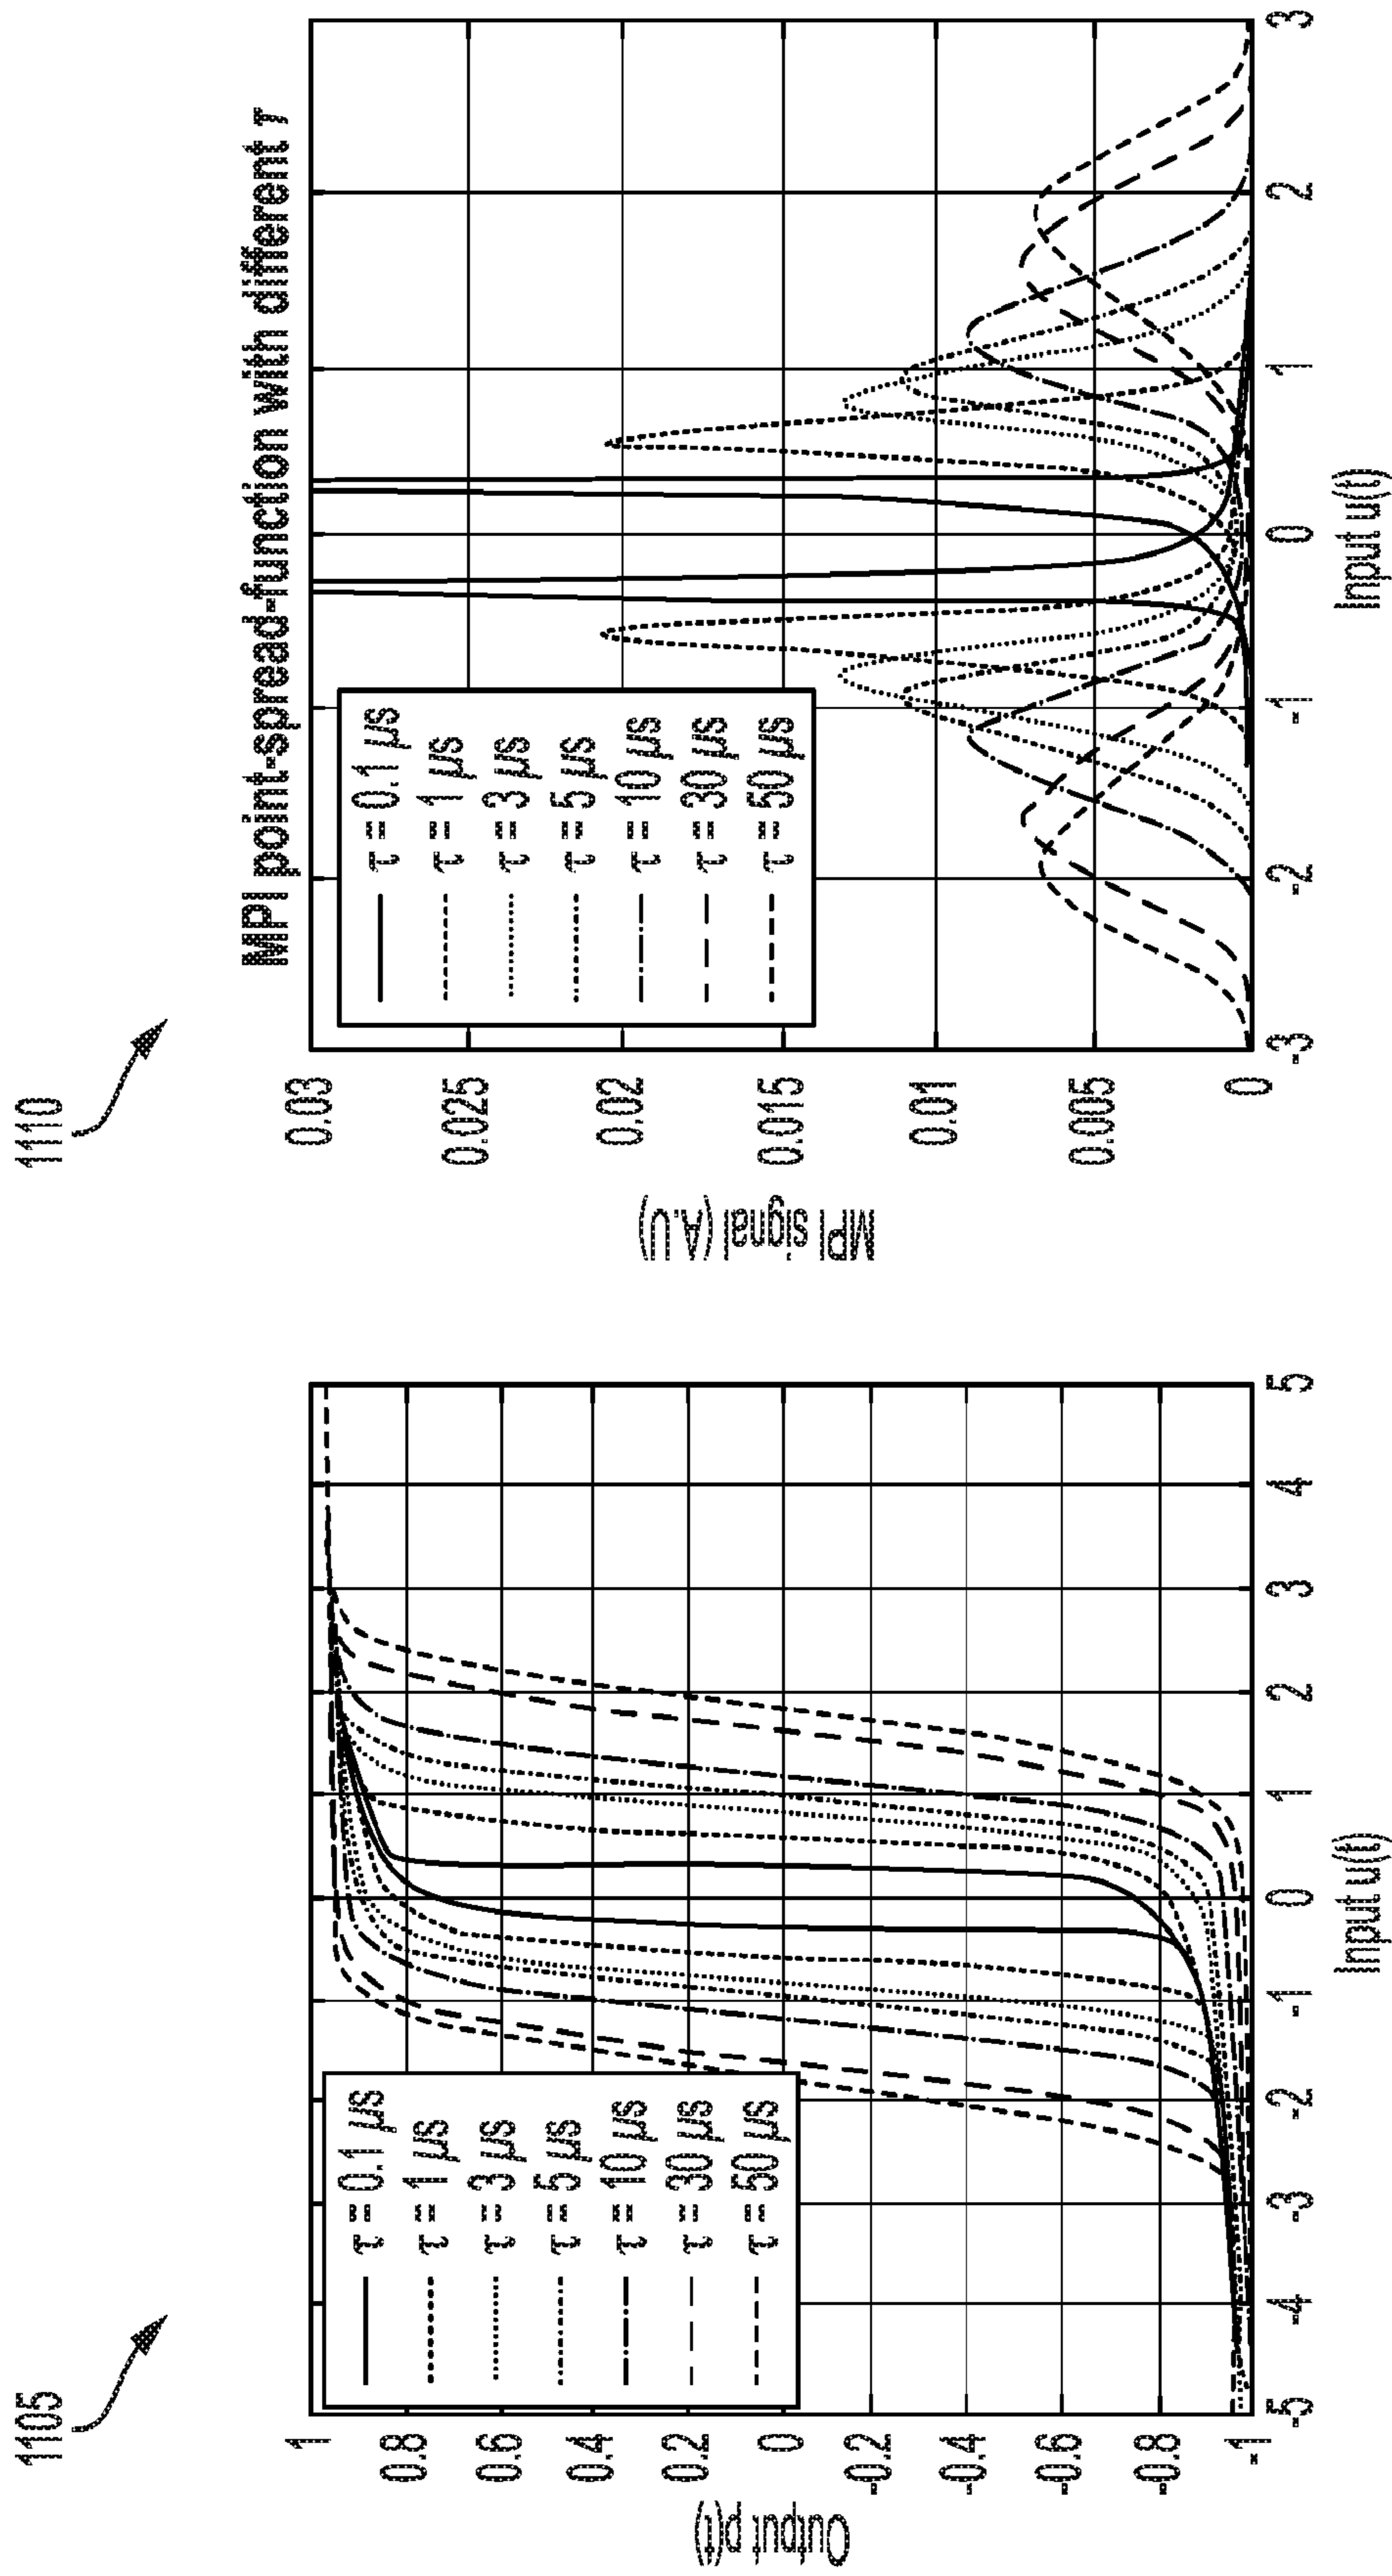 1105
Output p(t)
1
0.8
0.6
0.4
0.2
0
-0.2
-0.4
-0.6
-0.8
-1
τ = 0.1 µs
τ = 1 µs
τ = 3 µs
τ = 5 µs
τ = 10 µs
τ = 30 µs
τ = 50 µs
-5 -4 -3 -2 -1 0 1 2 3 4 5
Input u(t)
1110
MPI point-spread-function with different τ
MPI signal (A.U)
0.03
0.025
0.02
0.015
0.01
0.005
0
τ = 0.1 µs
τ = 1 µs
τ = 3 µs
τ = 5 µs
τ = 10 µs
τ = 30 µs
τ = 50 µs
-3 -2 -1 0 1 2 3
Input u(t)